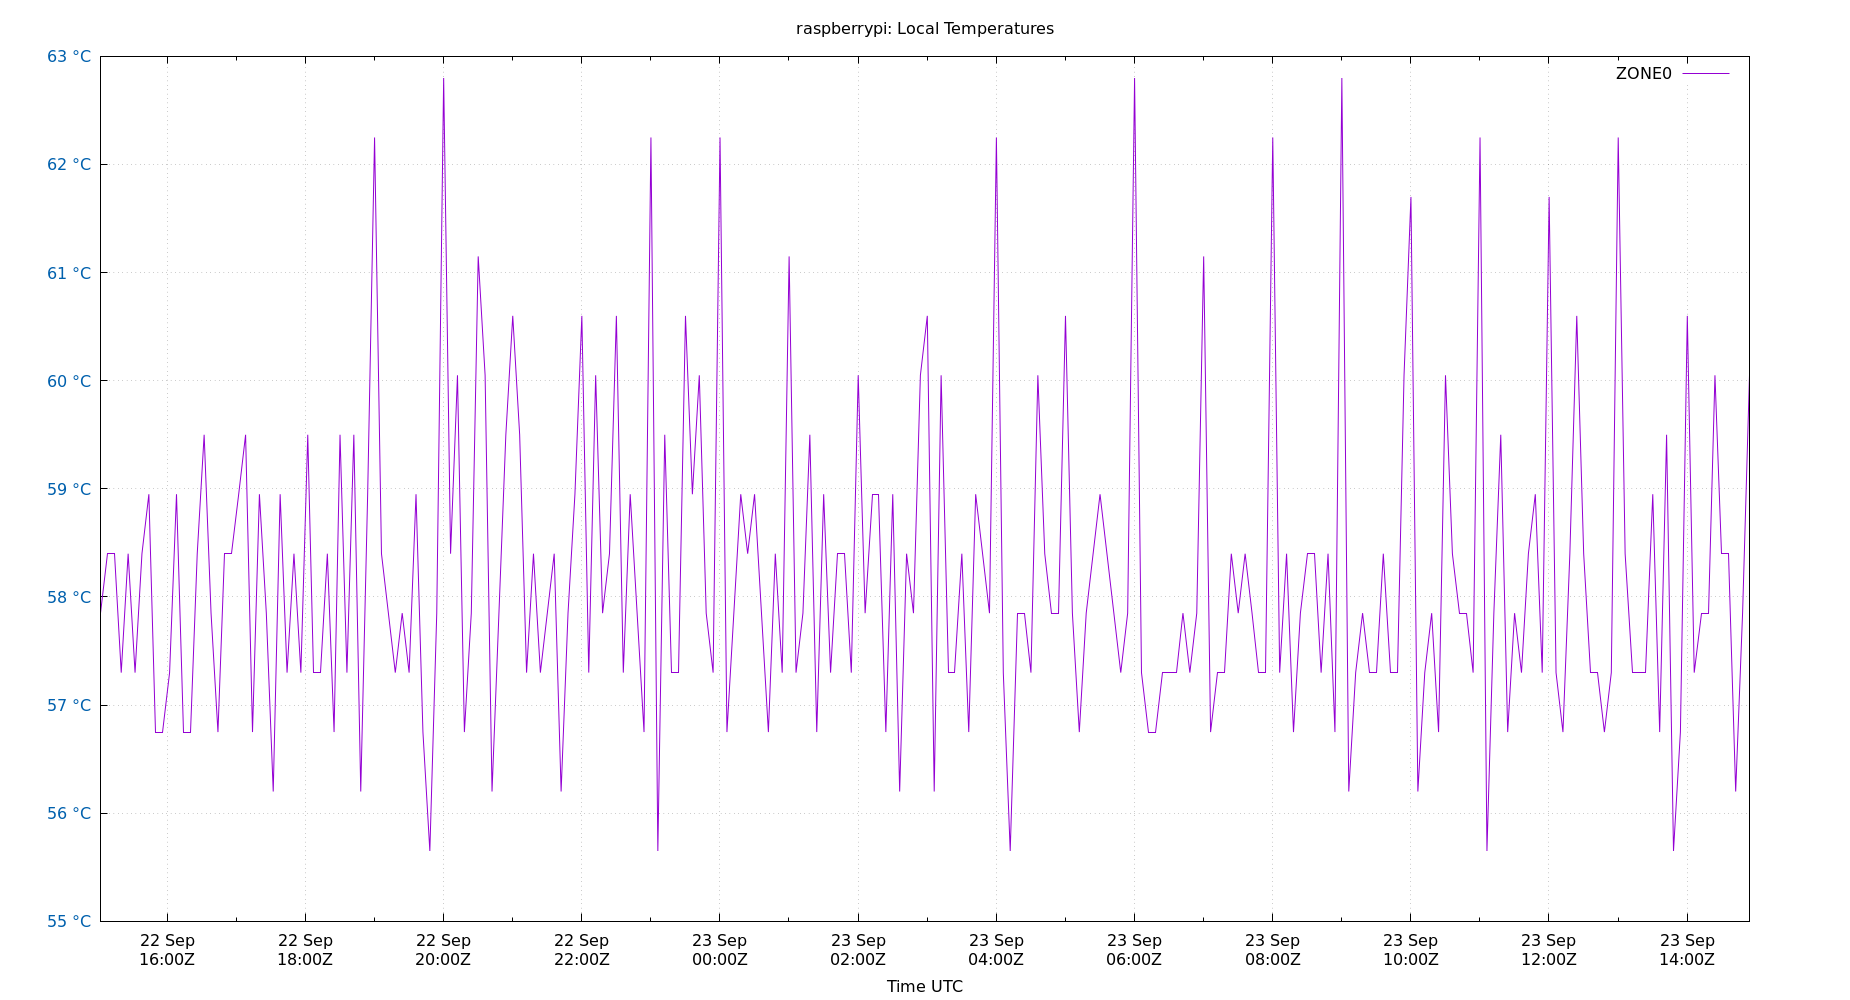 raspberrypi: Local Temperatures
63 °C
ZONE0
62 °C
61 °C
60 °C
59 °C
58 °C
57 °C
56 °C
55 °C
22 Sep 22 Sep 22 Sep 22 Sep 23 Sep 23 Sep 23 Sep 23 Sep 23 Sep 23 Sep 23 Sep 23 Sep
16:00Z 18:00Z 20:00Z 22:00Z 00:00Z 02:00Z 04:00Z 06:00Z 08:00Z 10:00Z 12:00Z 14:00Z
Time UTC